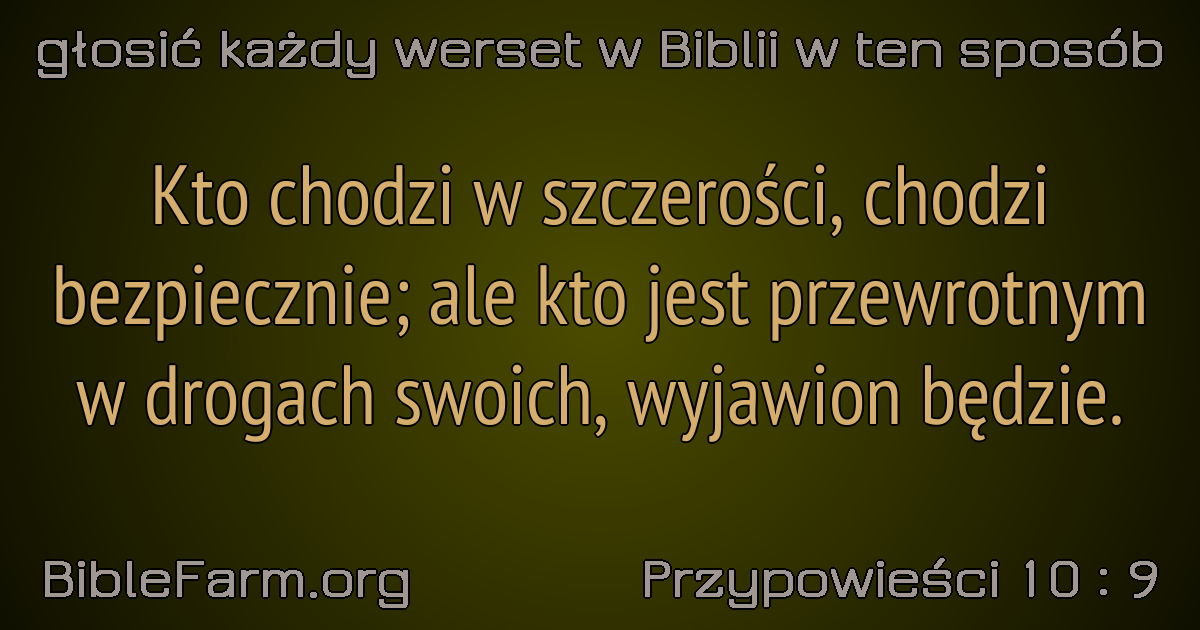 głosić każdy werset w Biblii w ten sposób
Kto chodzi w szczerości, chodzi
bezpiecznie; ale kto jest przewrotnym
w drogach swoich, wyjawion będzie.
BibleFarm.org
Przypowieści 10 : 9